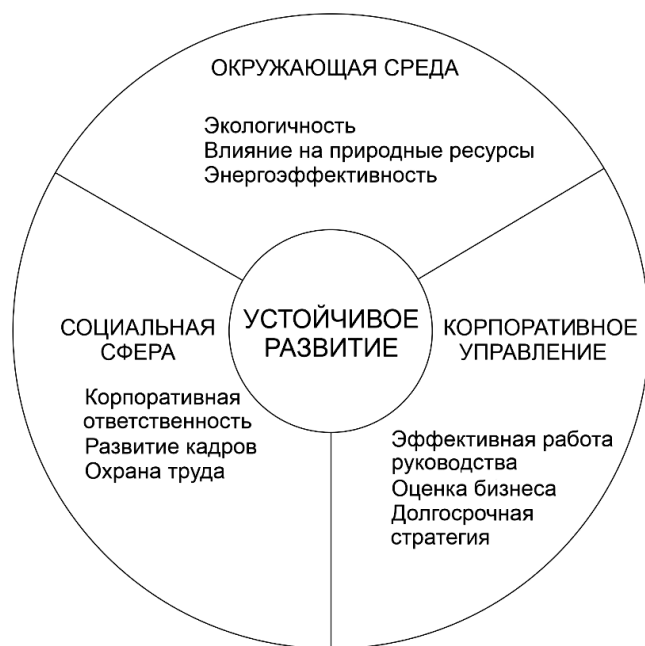 ОКРУЖАЮЩАЯ СРЕДА
Экологичность
Влияние на природные ресурсы
Энергоэффективность
УСТОЙЧИВОЕ
РАЗВИТИЕ
СОЦИАЛЬНАЯ
СФЕРА
Корпоративная
ответственность
Развитие кадров
Охрана труда
КОРПОРАТИВНОЕ
УПРАВЛЕНИЕ
Эффективная работа
руководства
Оценка бизнеса
Долгосрочная
стратегия